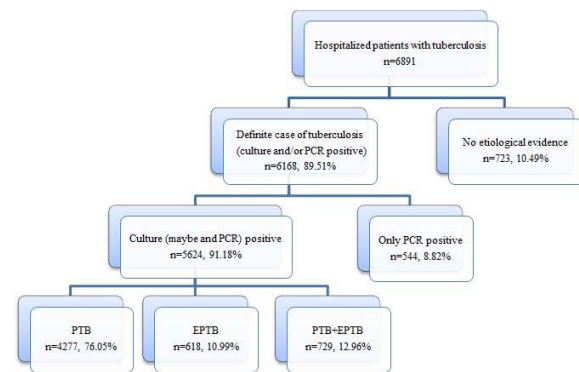 Hospitalized patients with tuberculosis
n=6891
Definite case of tuberculosis
(culture and/or PCR positive)
n=6168, 89.51%
No etiological evidence
n=723, 10.49%
Culture (maybe and PCR) positive
n=5624, 91.18%
Only PCR positive
n=544, 8.82%
PTB
n=4277, 76.05%
EPTB
n=618, 10.99%
PTB+EPTB
n=729, 12.96%